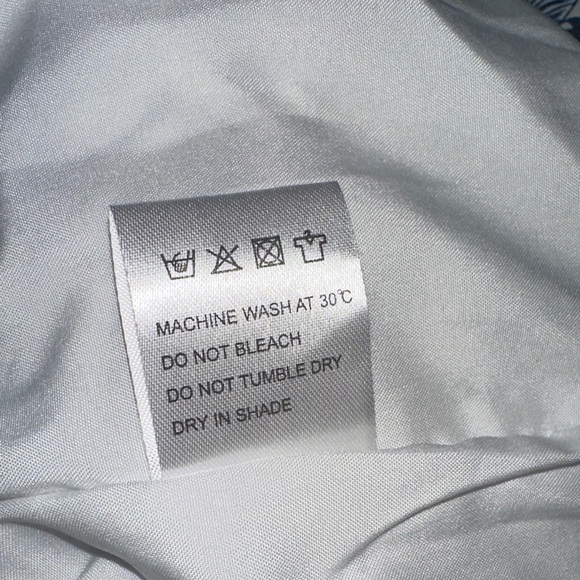 MACHINE WASH AT 30℃
DO NOT BLEACH
DO NOT TUMBLE DRY
DRY IN SHADE